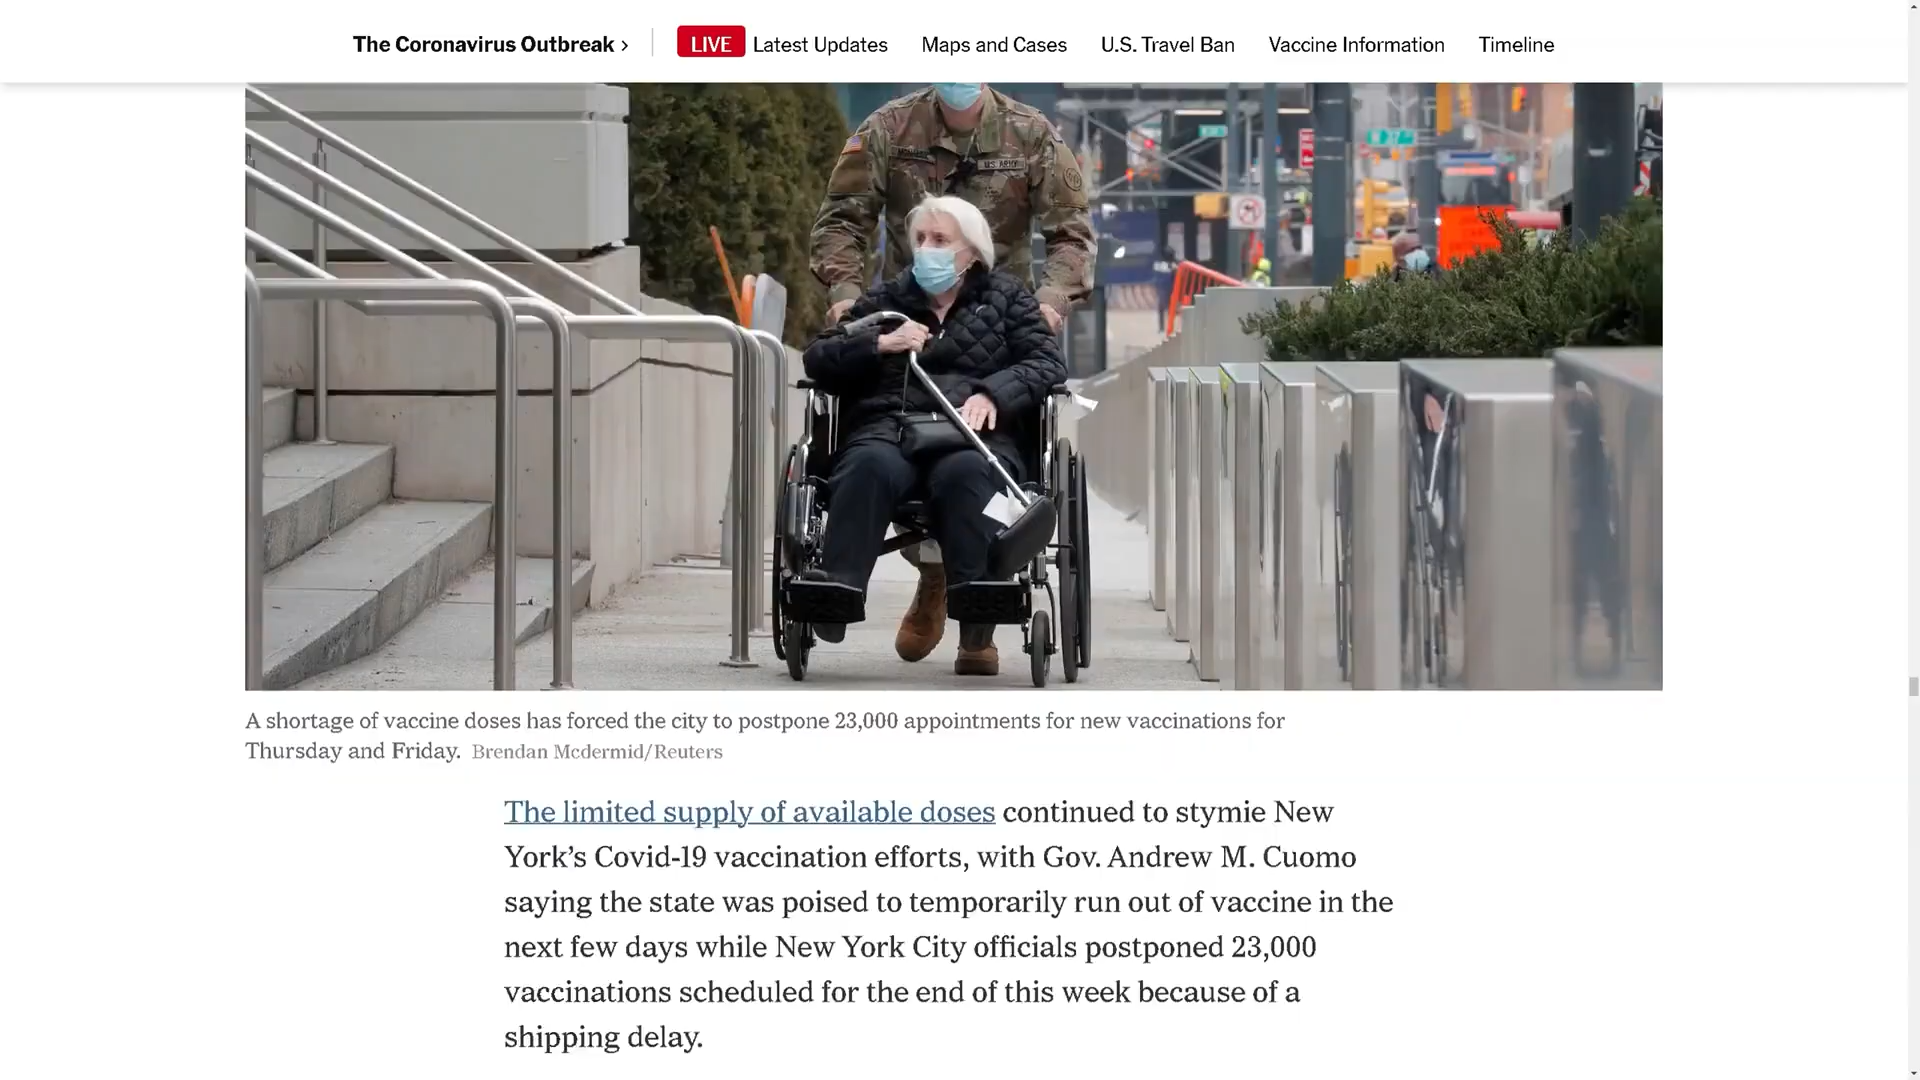 The Coronavirus Outbreak ›
LIVE Latest Updates
Maps and Cases
U.S. Travel Ban
Vaccine Information
Timeline
U.S. ARMY
A shortage of vaccine doses has forced the city to postpone 23,000 appointments for new vaccinations for
Thursday and Friday. Brendan Mcdermid/Reuters
The limited supply of available doses continued to stymie New
York’s Covid-19 vaccination efforts, with Gov. Andrew M. Cuomo
saying the state was poised to temporarily run out of vaccine in the
next few days while New York City officials postponed 23,000
vaccinations scheduled for the end of this week because of a
shipping delay.